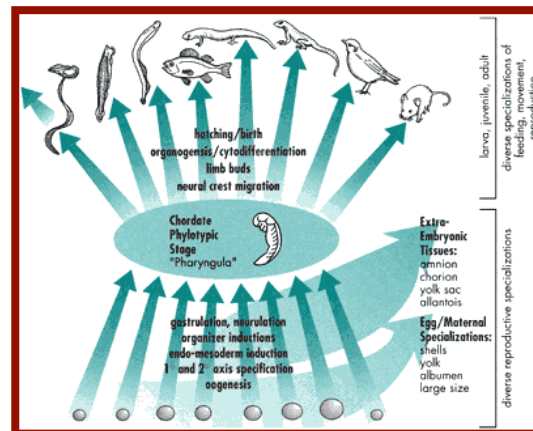 hatching/birth
organogensis/cytodifferentiation
limb buds
neural crest migration
Chordate
Phylotypic
Stage
"Pharyngula"
gastrulation, neurulation
organizer inductions
endo-mesoderm induction
1° and 2° axis specification
oogenesis
Extra-
Embryonic
Tissues:
amnion
chorion
yolk sac
allantois
Egg/Maternal
Specializations:
shells
yolk
albumen
large size
larva, juvenile, adult
diverse specializations of
feeding, movement,
reproduction
diverse reproductive specializations